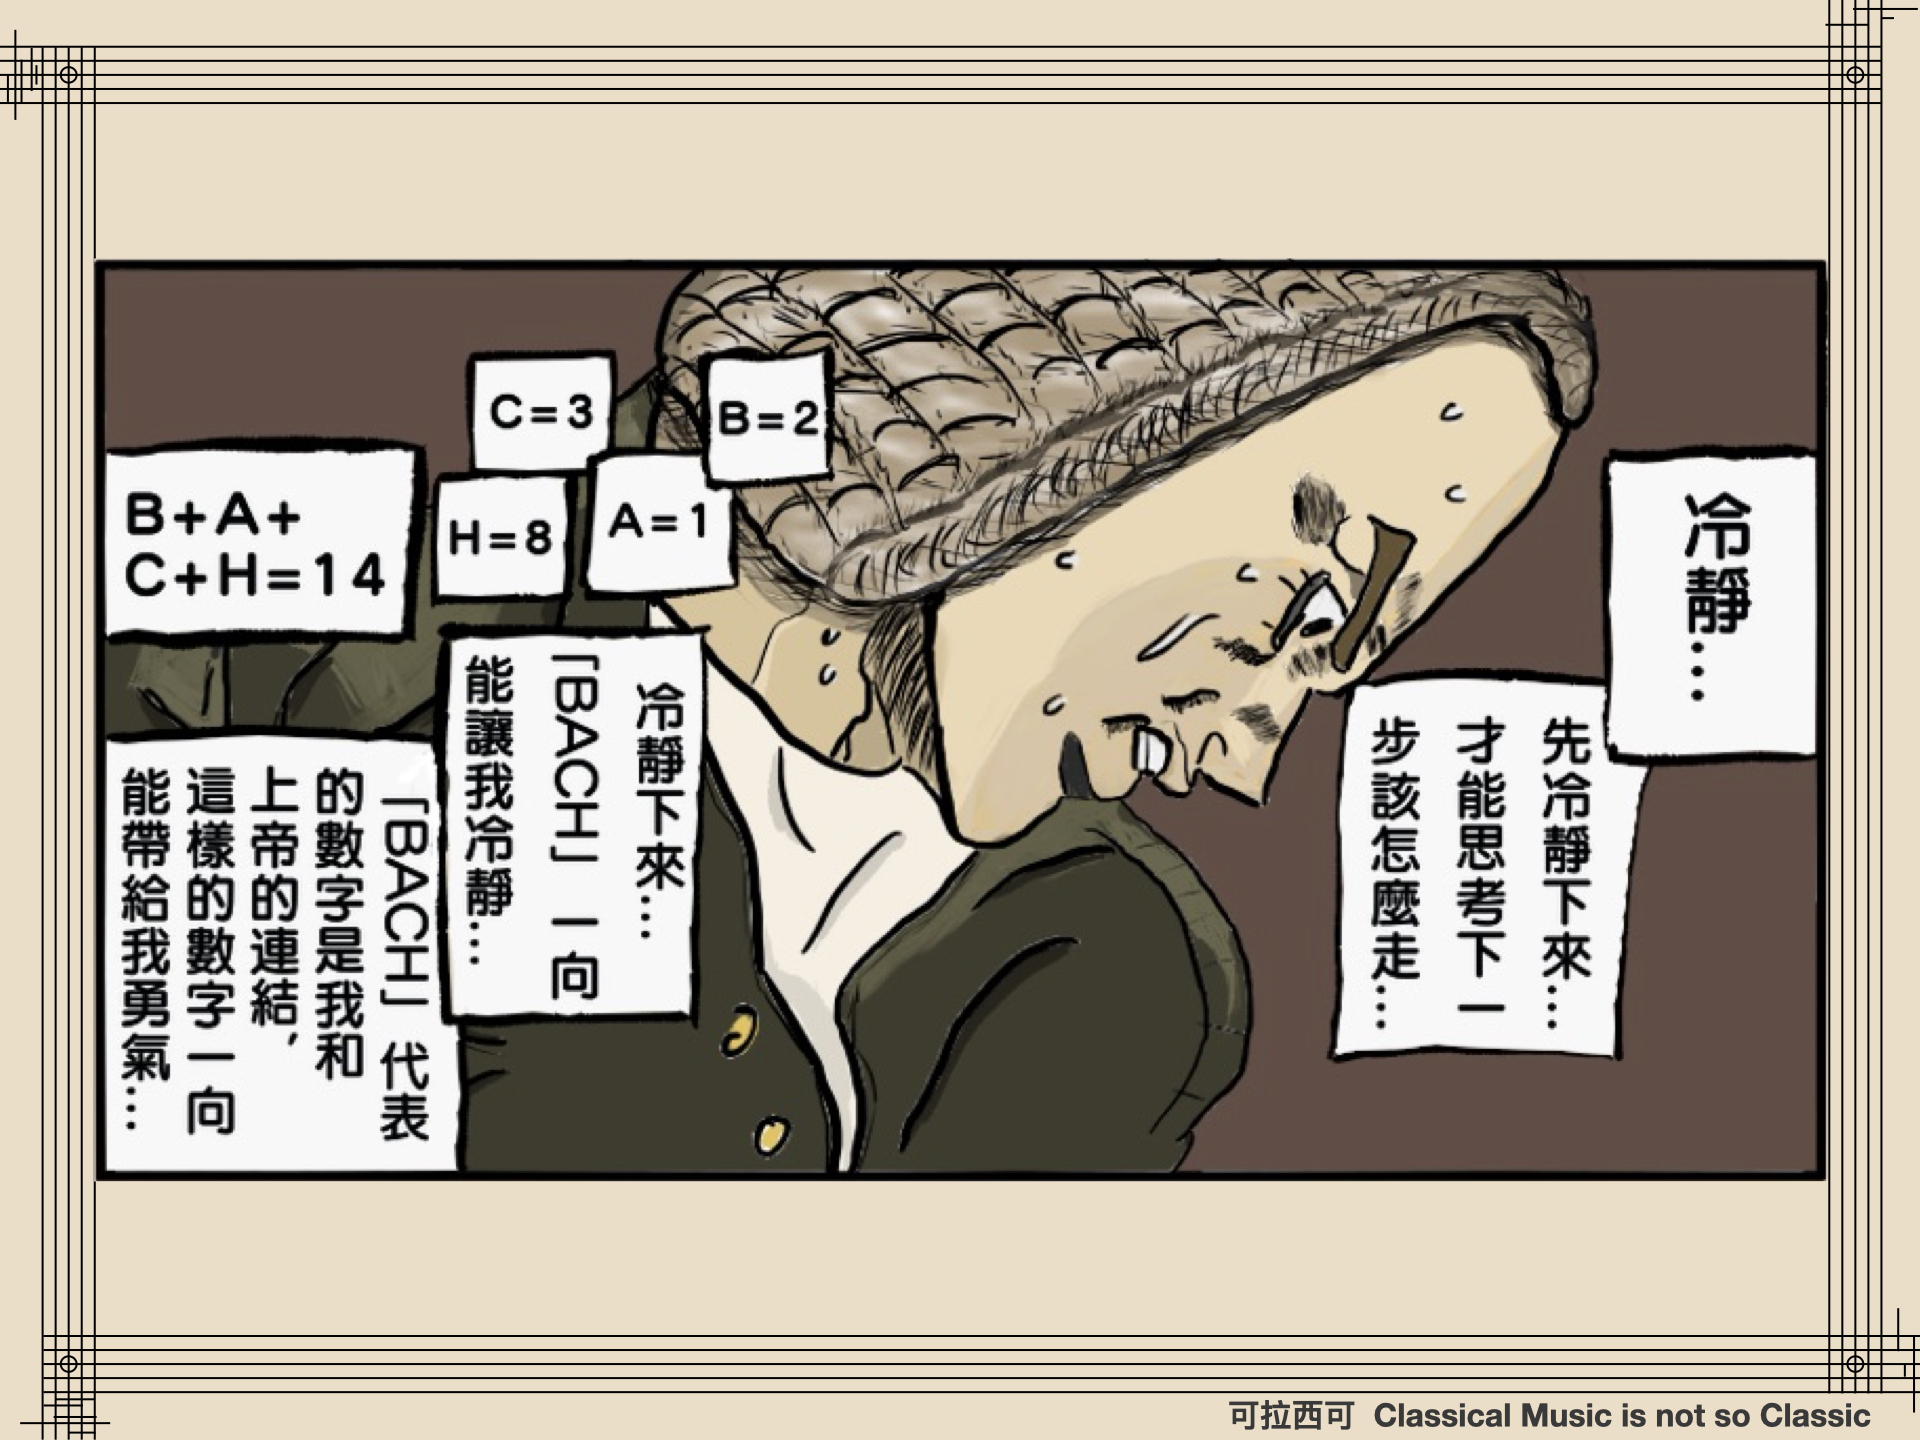 冷靜…
先冷靜下來…
才能思考下一
步該怎麼走…
B=2
A=1
C=3
H=8
B+A+
C+H=14
冷靜下來…
「BACH」一向
能讓我冷靜…
「BACH」代表
的數字是我和
上帝的連結，
這樣的數字一向
能帶給我勇氣…
可拉西可 Classical Music is not so Classic